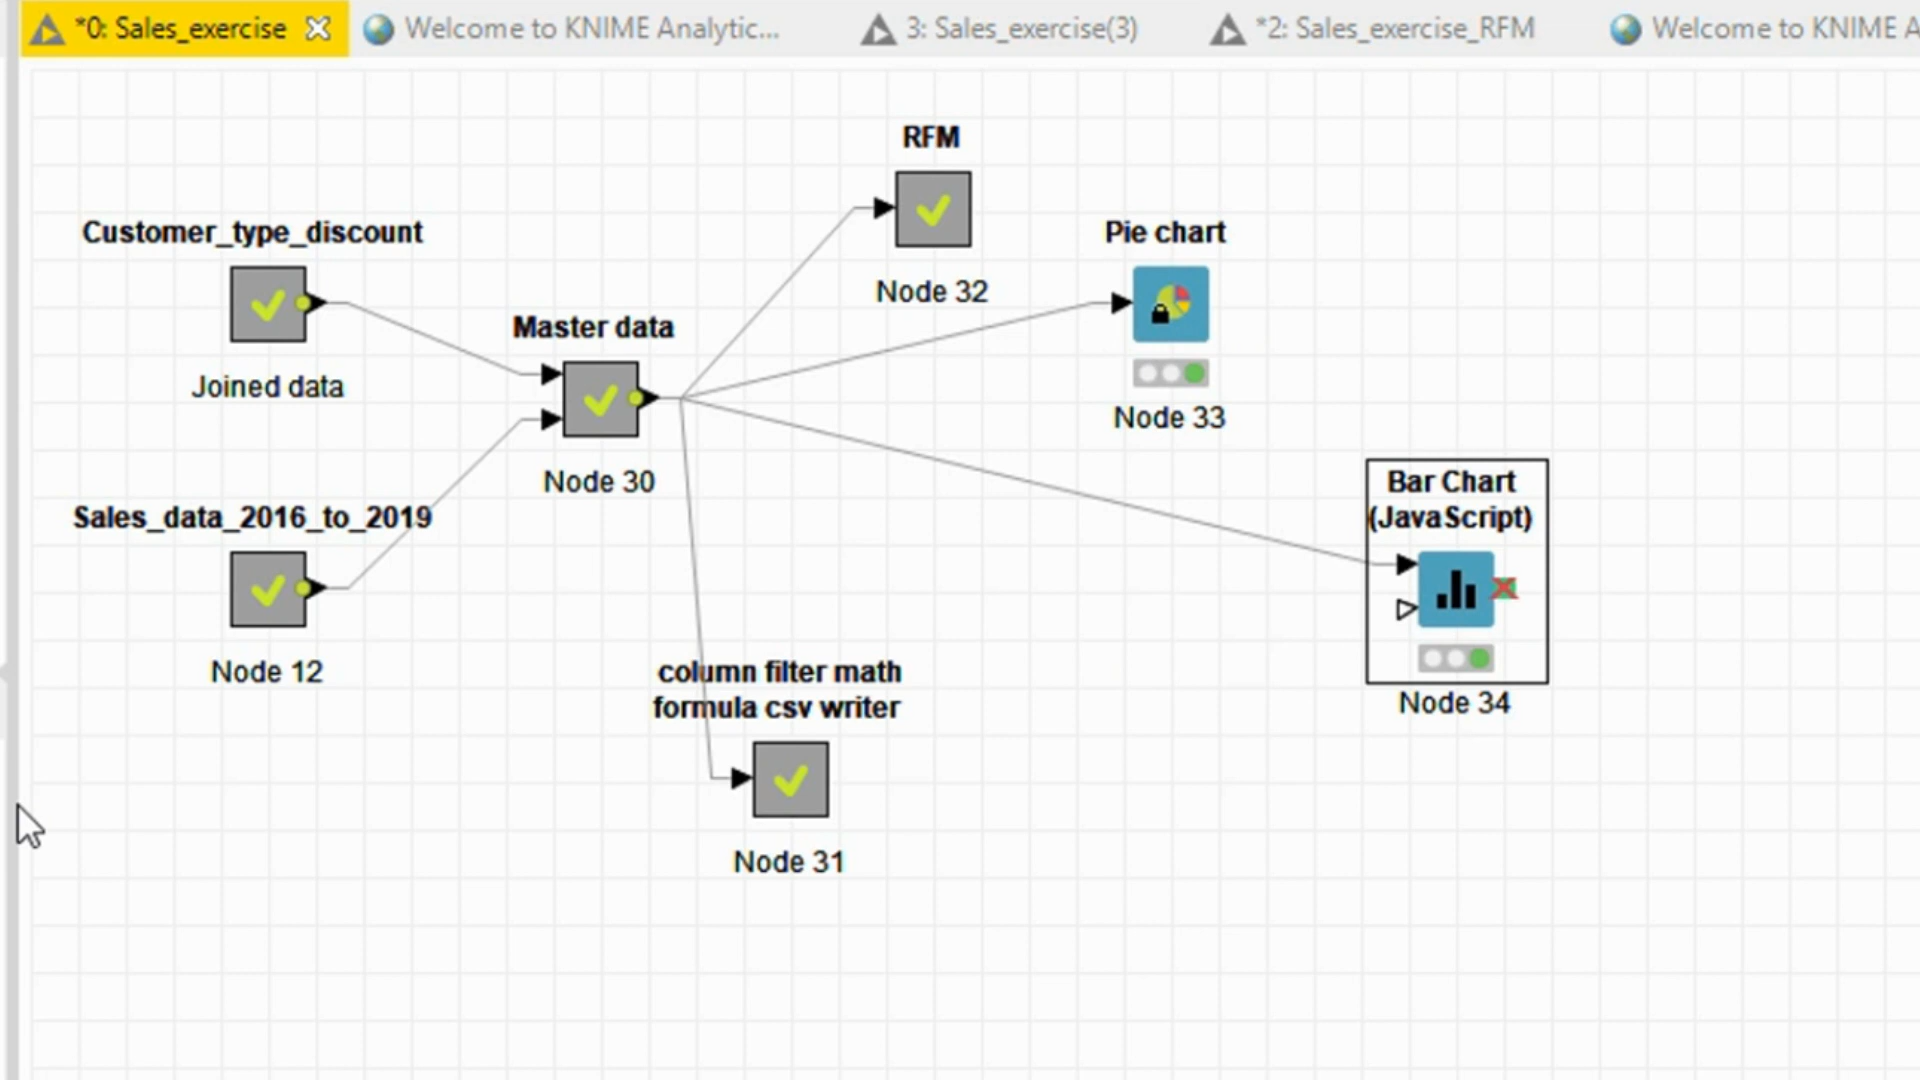 *0: Sales_exercise
Welcome to KNIME Analytic...
3: Sales_exercise(3)
*2: Sales_exercise_RFM
Welcome to KNIME A
RFM
Node 32
Customer_type_discount
Joined data
Pie chart
Node 33
Master data
Node 30
Bar Chart
(JavaScript)
Node 34
Sales_data_2016_to_2019
Node 12
column filter math
formula csv writer
Node 31